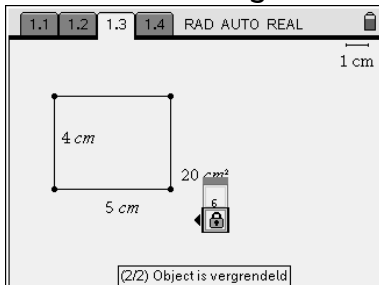 1.1 1.2 1.3 1.4 RAD AUTO REAL
1 cm
4 cm
20 cm²
6
5 cm
(2/2) Object is vergrendeld